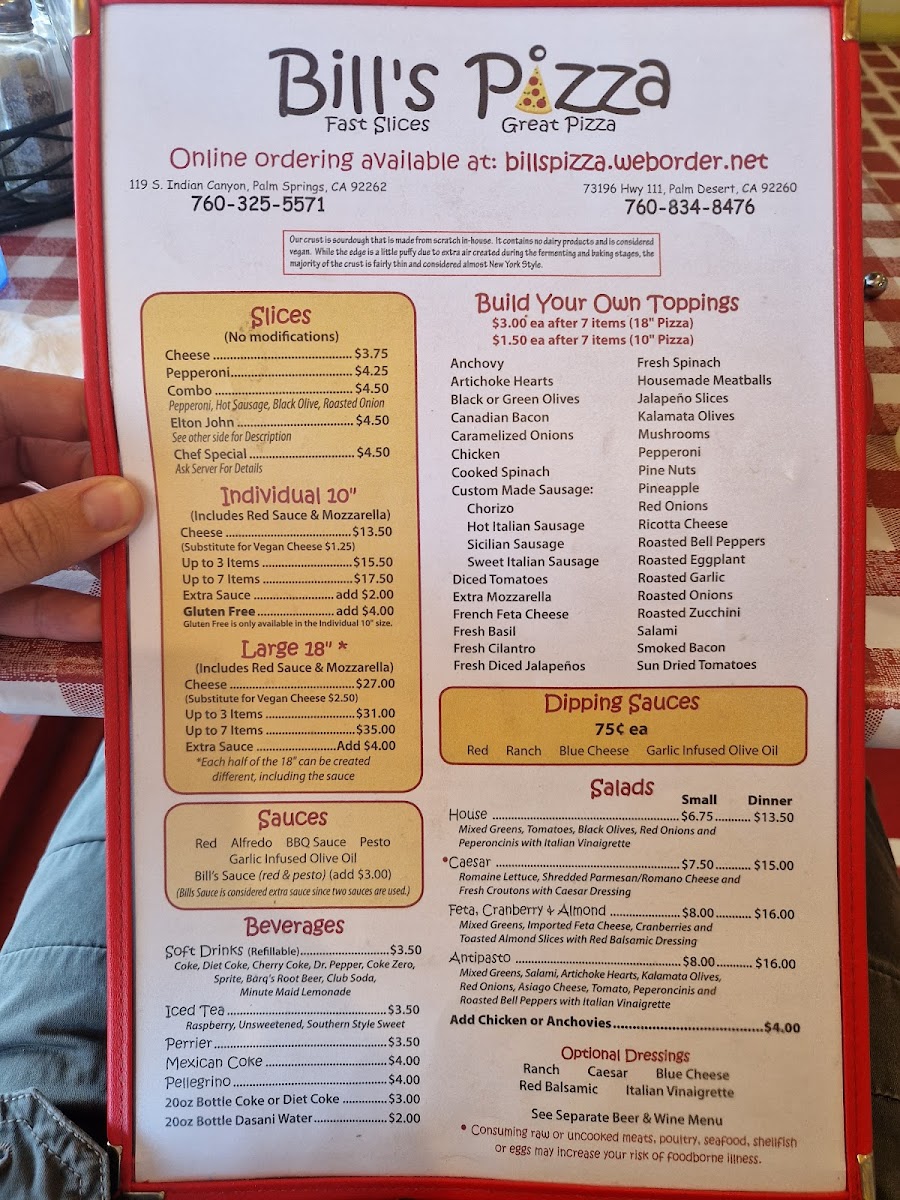 Bill's Pizza
Fast Slices Great Pizza
Online ordering available at: billspizza.weborder.net
119 S. Indian Canyon, Palm Springs, CA 92262
760-325-5571
73196 Hwy 111, Palm Desert, CA 92260
760-834-8476
Our crust is sourdough that is made from scratch in-house. It contains no dairy products and is considered
vegan. While the edge is a little puffy due to extra air created during the fermenting and baking stages, the
majority of the crust is fairly thin and considered almost New York Style.
Slices
(No modifications)
Cheese ........ $3.75
Pepperoni........ $4.25
Combo ........ $4.50
Pepperoni, Hot Sausage, Black Olive, Roasted Onion
Elton John ........ $4.50
See other side for Description
Chef Special ........ $4.50
Ask Server For Details
Individual 10"
(Includes Red Sauce & Mozzarella)
Cheese ........ $13.50
(Substitute for Vegan Cheese $1.25)
Up to 3 Items ........ $15.50
Up to 7 Items ........ $17.50
Extra Sauce ........ add $2.00
Gluten Free ........ add $4.00
Gluten Free is only available in the Individual 10" size.
Large 18" *
(Includes Red Sauce & Mozzarella)
Cheese ........ $27.00
(Substitute for Vegan Cheese $2.50)
Up to 3 Items ........ $31.00
Up to 7 Items ........ $35.00
Extra Sauce ........ Add $4.00
*Each half of the 18" can be created
different, including the sauce
Sauces
Red Alfredo BBQ Sauce Pesto
Garlic Infused Olive Oil
Bill's Sauce (red & pesto) (add $3.00)
(Bills Sauce is considered extra sauce since two sauces are used.)
Beverages
Soft Drinks (Refillable)........ $3.50
Coke, Diet Coke, Cherry Coke, Dr. Pepper, Coke Zero,
Sprite, Barq's Root Beer, Club Soda,
Minute Maid Lemonade
Iced Tea ........ $3.50
Raspberry, Unsweetened, Southern Style Sweet
Perrier ........ $3.50
Mexican Coke ........ $4.00
Pellegrino ........ $4.00
20oz Bottle Coke or Diet Coke ........ $3.00
20oz Bottle Dasani Water ........ $2.00
Build Your Own Toppings
$3.00 ea after 7 items (18" Pizza)
$1.50 ea after 7 items (10" Pizza)
Anchovy
Artichoke Hearts
Black or Green Olives
Canadian Bacon
Caramelized Onions
Chicken
Cooked Spinach
Custom Made Sausage:
Chorizo
Hot Italian Sausage
Sicilian Sausage
Sweet Italian Sausage
Diced Tomatoes
Extra Mozzarella
French Feta Cheese
Fresh Basil
Fresh Cilantro
Fresh Diced Jalapeños
Fresh Spinach
Housemade Meatballs
Jalapeño Slices
Kalamata Olives
Mushrooms
Pepperoni
Pine Nuts
Pineapple
Red Onions
Ricotta Cheese
Roasted Bell Peppers
Roasted Eggplant
Roasted Garlic
Roasted Onions
Roasted Zucchini
Salami
Smoked Bacon
Sun Dried Tomatoes
Dipping Sauces
75¢ ea
Red Ranch Blue Cheese Garlic Infused Olive Oil
Salads
Small Dinner
House ........ $6.75 ........ $13.50
Mixed Greens, Tomatoes, Black Olives, Red Onions and
Peperoncinis with Italian Vinaigrette
*Caesar ........ $7.50 ........ $15.00
Romaine Lettuce, Shredded Parmesan/Romano Cheese and
Fresh Croutons with Caesar Dressing
Feta, Cranberry & Almond ........ $8.00 ........ $16.00
Mixed Greens, Imported Feta Cheese, Cranberries and
Toasted Almond Slices with Red Balsamic Dressing
Antipasto ........ $8.00 ........ $16.00
Mixed Greens, Salami, Artichoke Hearts, Kalamata Olives,
Red Onions, Asiago Cheese, Tomato, Peperoncinis and
Roasted Bell Peppers with Italian Vinaigrette
Add Chicken or Anchovies ........ $4.00
Optional Dressings
Ranch Caesar Blue Cheese
Red Balsamic Italian Vinaigrette
See Separate Beer & Wine Menu
* Consuming raw or uncooked meats, poultry, seafood, shellfish
or eggs may increase your risk of foodborne illness.